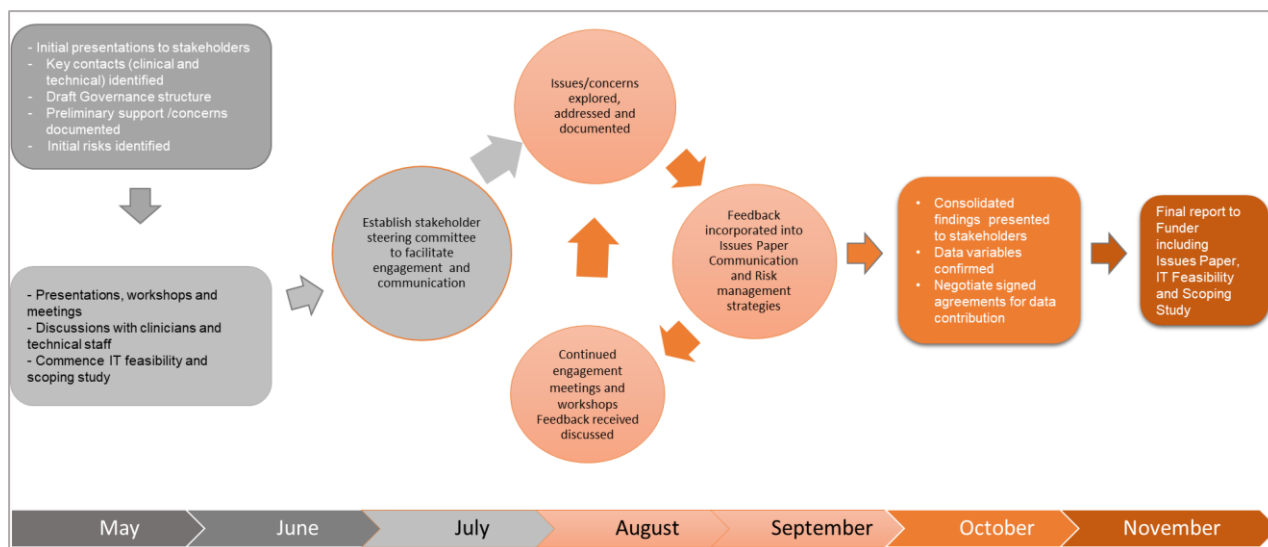 - Initial presentations to stakeholders
- Key contacts (clinical and
technical) identified
- Draft Governance structure
- Preliminary support /concerns
documented
- Initial risks identified
- Presentations, workshops and
meetings
- Discussions with clinicians and
technical staff
- Commence IT feasibility and
scoping study
Establish stakeholder
steering committee
to facilitate
engagement and
communication
Issues/concerns
explored,
addressed and
documented
Feedback
incorporated into
Issues Paper
Communication
and Risk
management
strategies
Continued
engagement
meetings and
workshops
Feedback received
discussed
• Consolidated
findings presented
to stakeholders
• Data variables
confirmed
• Negotiate signed
agreements for data
contribution
Final report to
Funder
including
Issues Paper,
IT Feasibility
and Scoping
Study
May
June
July
August
September
October
November